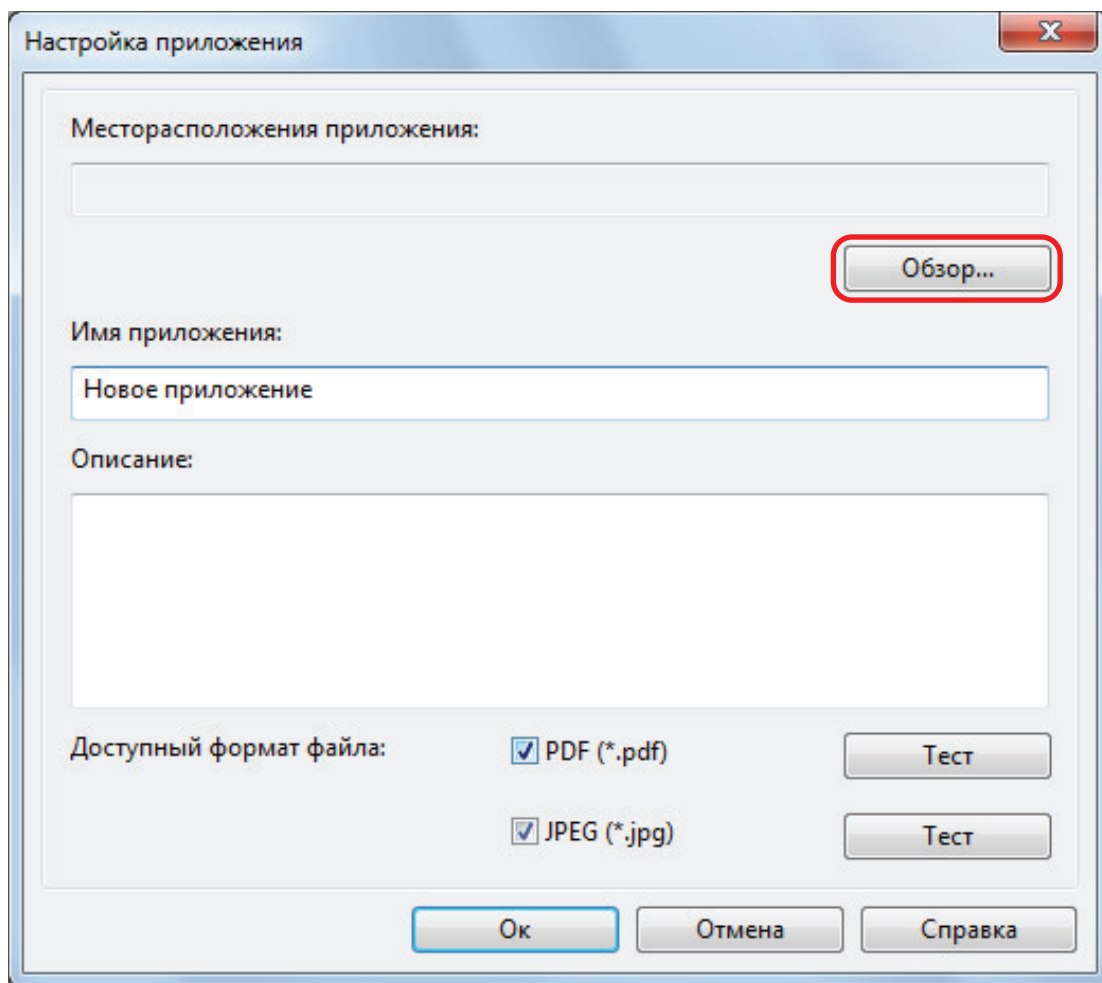 Настройка приложения
Месторасположения приложения:
Обзор...
Имя приложения:
Новое приложение
Описание:
Доступный формат файла:
PDF (*.pdf)
Тест
JPEG (*.jpg)
Тест
Ок
Отмена
Справка